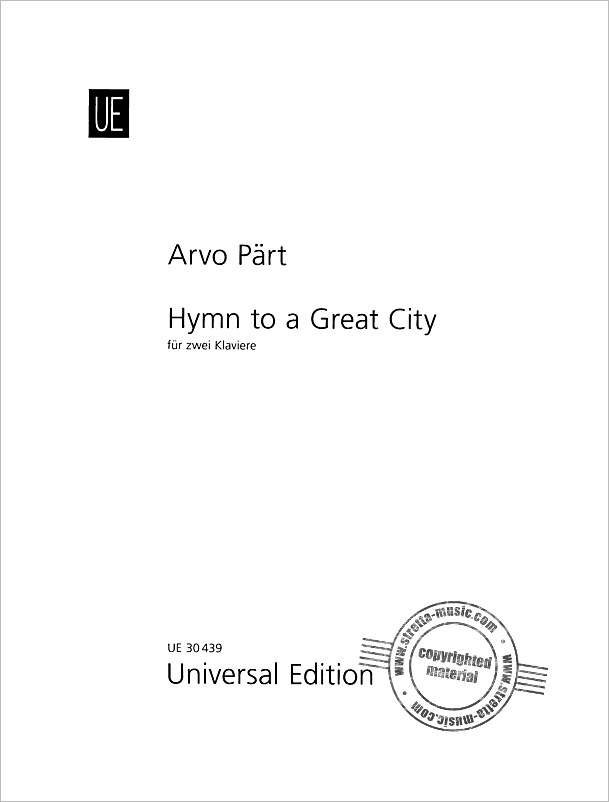 UE
Arvo Pärt
Hymn to a Great City
für zwei Klaviere
UE 30 439
Universal Edition
www.stretta-music.com
www.stretta-music.com
copyrighted
material